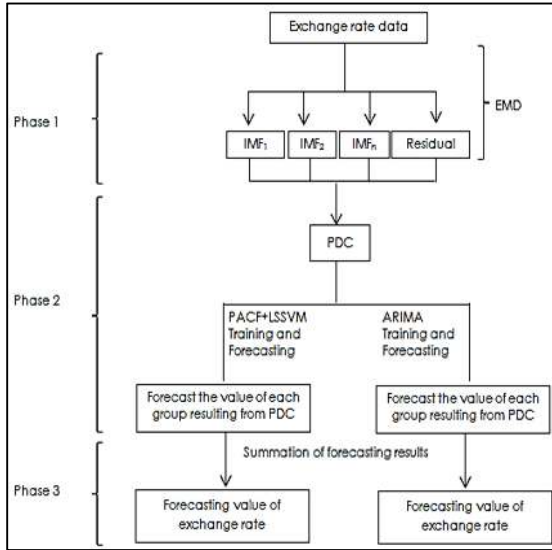 Exchange rate data
Phase 1
EMD
IMF₁
IMF₂
IMFₙ
Residual
PDC
Phase 2
PACF+LSSVM
Training and
Forecasting
ARIMA
Training and
Forecasting
Forecast the value of each
group resulting from PDC
Forecast the value of each
group resulting from PDC
Summation of forecasting results
Phase 3
Forecasting value of
exchange rate
Forecasting value of
exchange rate